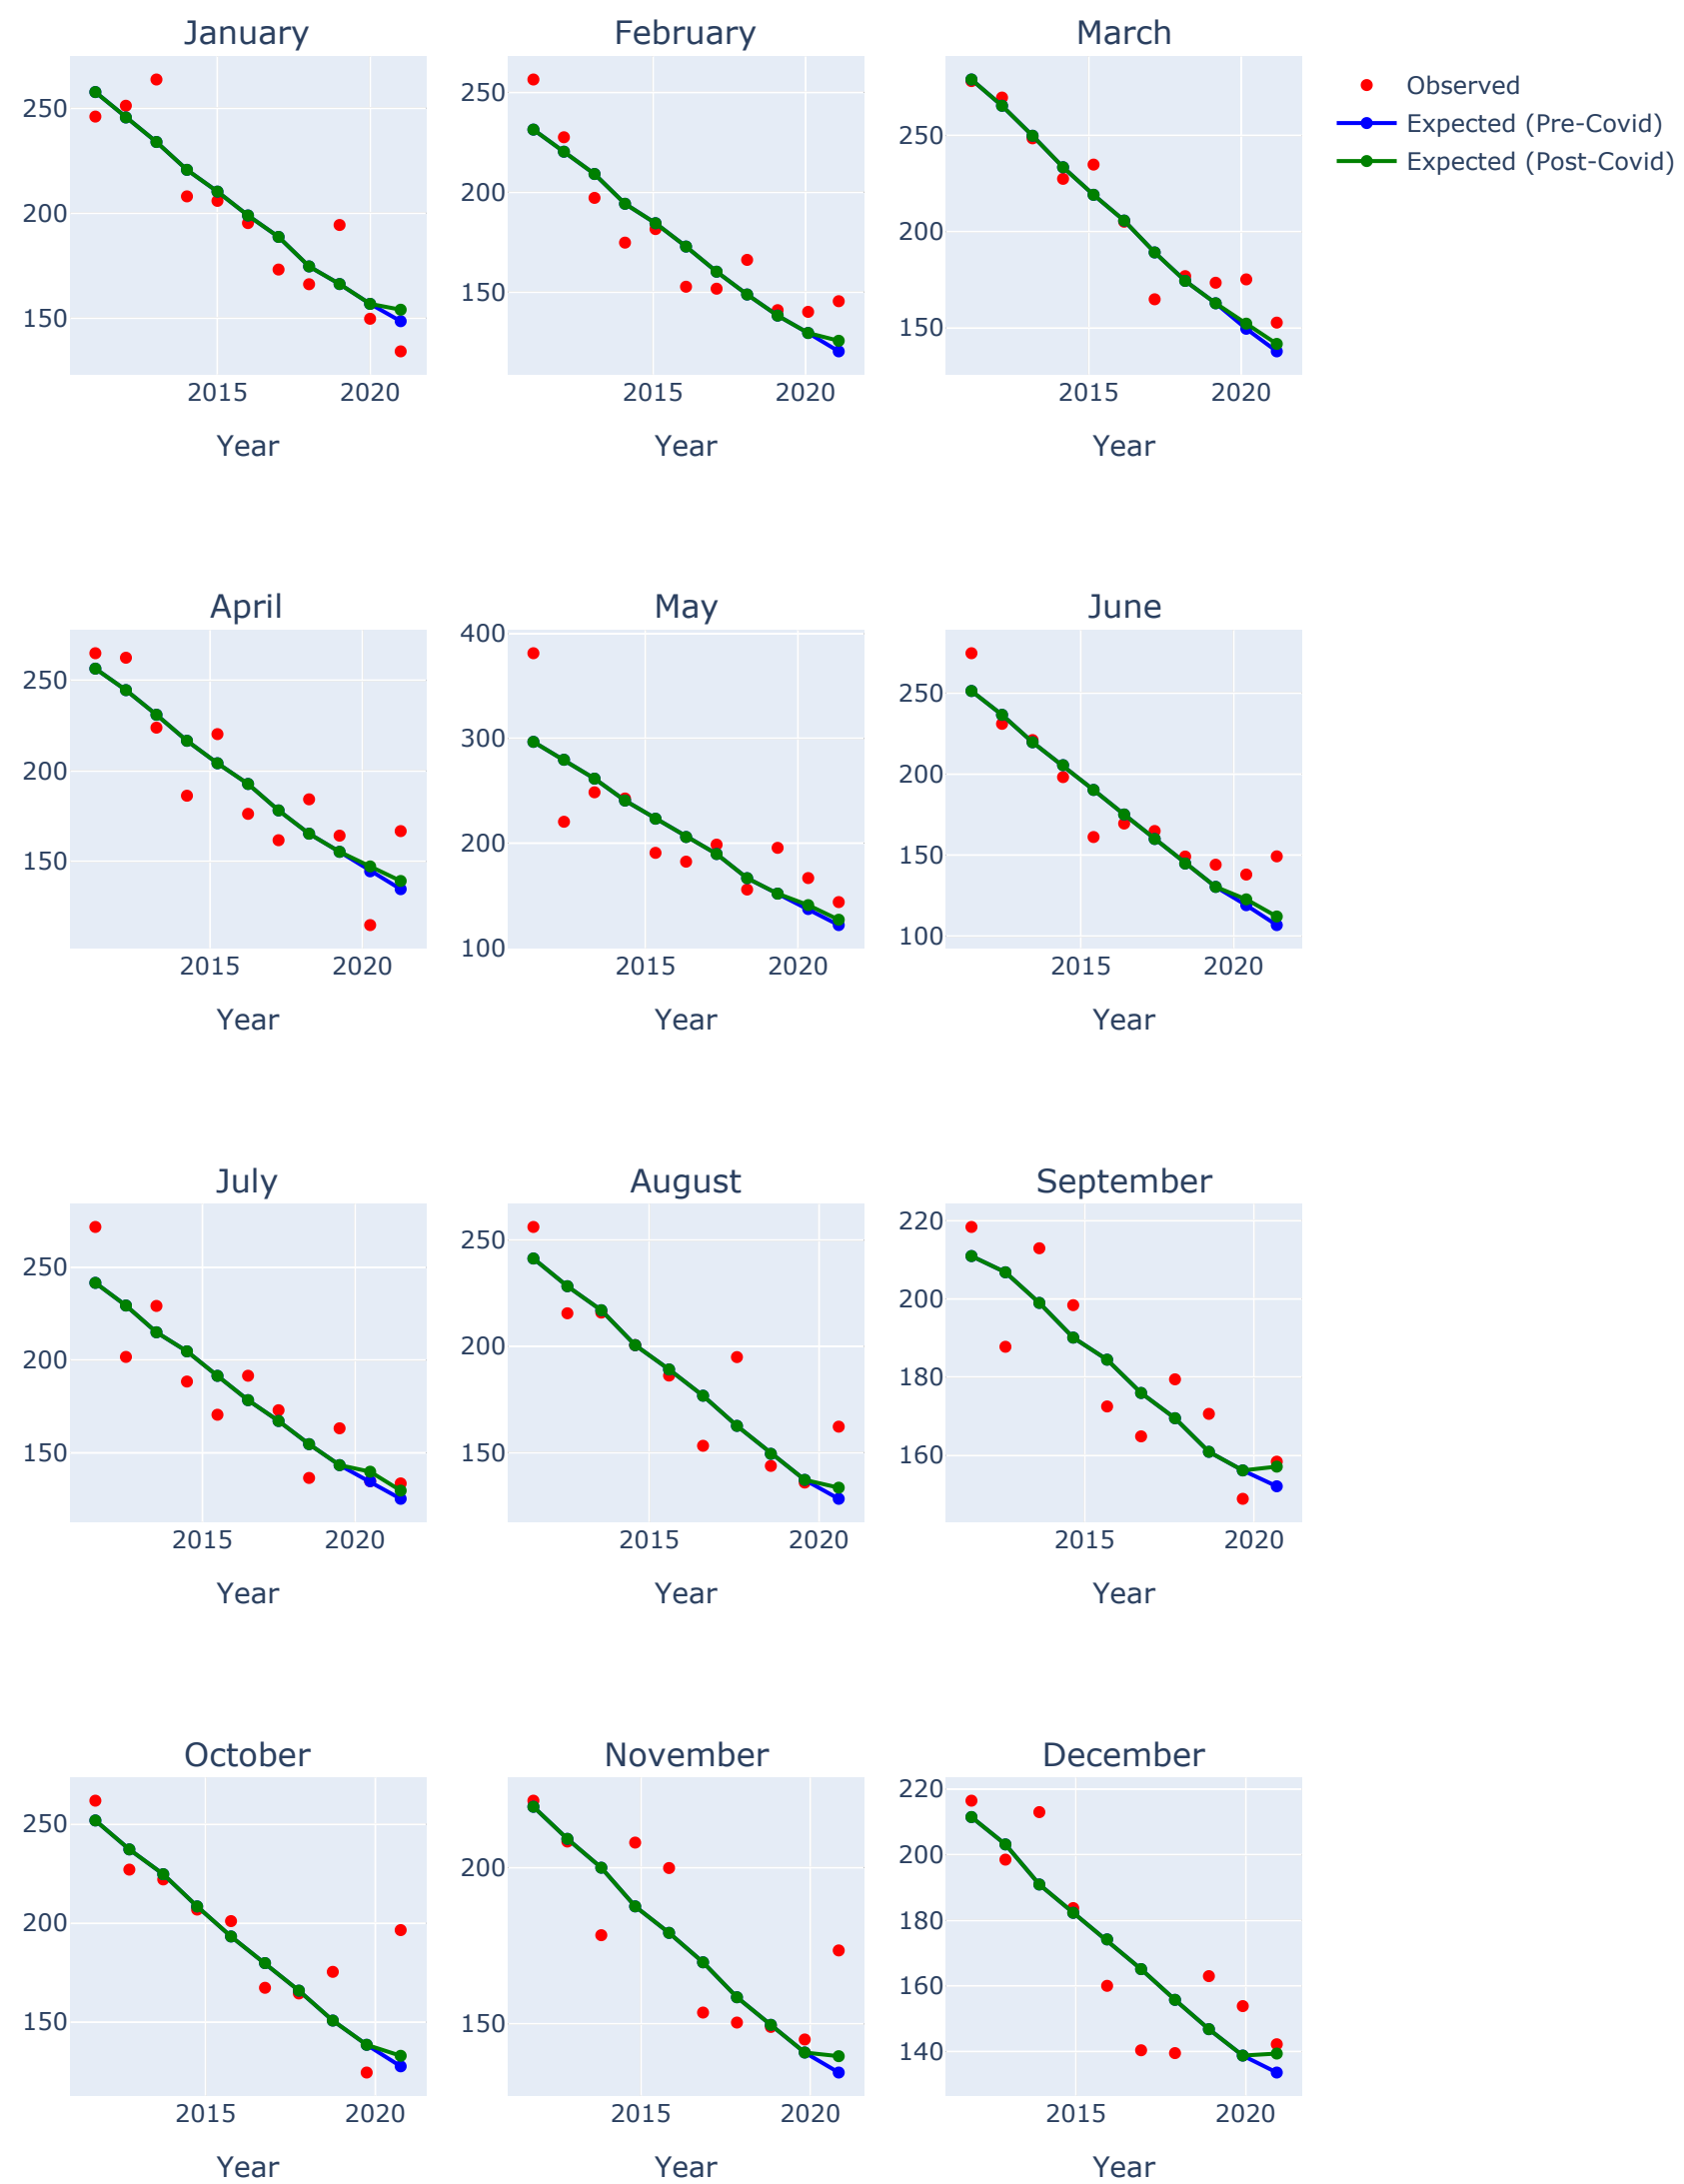 January
250
200
150
2015 2020
Year
February
250
200
150
2015 2020
Year
March
250
200
150
2015 2020
Year
Observed
Expected (Pre-Covid)
Expected (Post-Covid)
April
250
200
150
2015 2020
Year
May
400
300
200
100
2015 2020
Year
June
250
200
150
100
2015 2020
Year
July
250
200
150
2015 2020
Year
August
250
200
150
2015 2020
Year
September
220
200
180
160
2015 2020
Year
October
250
200
150
2015 2020
Year
November
200
150
2015 2020
Year
December
220
200
180
160
140
2015 2020
Year